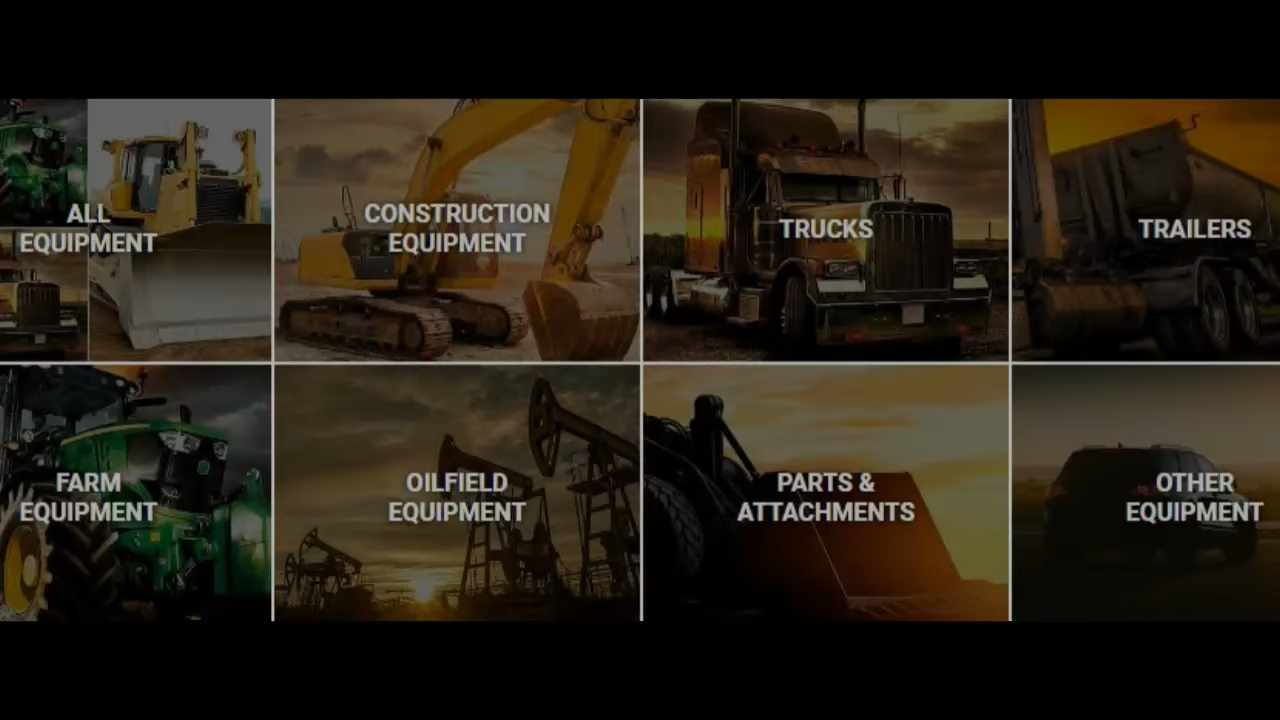 ALL
EQUIPMENT
CONSTRUCTION
EQUIPMENT
TRUCKS
TRAILERS
FARM
EQUIPMENT
OILFIELD
EQUIPMENT
PARTS &
ATTACHMENTS
OTHER
EQUIPMENT